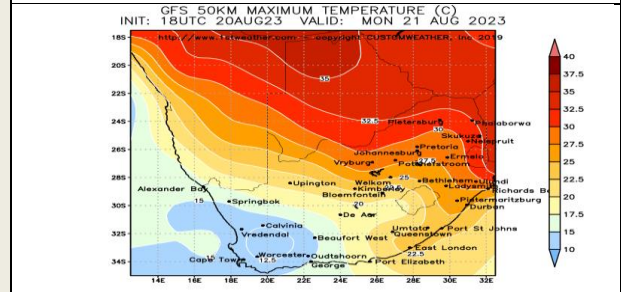 GFS 50KM MAXIMUM TEMPERATURE (C)
INIT: 18UTC 20AUG23 VALID: MON 21 AUG 2023
http://www.1stweather.com -- copyright CUSTOMWEATHER, Inc 2019
18S
20S
22S
24S
26S
28S
30S
32S
34S
14E 16E 18E 20E 22E 24E 26E 28E 30E 32E
35
32.5
30
27.5
25
20
15
15
12.5
22.5
Pietersburg
Phalaborwa
Skukuza
Nelspruit
Pretoria
Johannesburg
Ermelo
Vryburg
Potchefstroom
Welkom
Bethlehem
Ulundi
Upington
Kimberley
Ladysmith
Richards B
Alexander Bay
Bloemfontein
Springbok
Pietermaritzburg
Durban
De Aar
Calvinia
Umtata
Port St Johns
Vredendal
Beaufort West
Queenstown
East London
Cape Town
Worcester
Oudtshoorn
George
Port Elizabeth
40
37.5
35
32.5
30
27.5
25
22.5
20
17.5
15
10